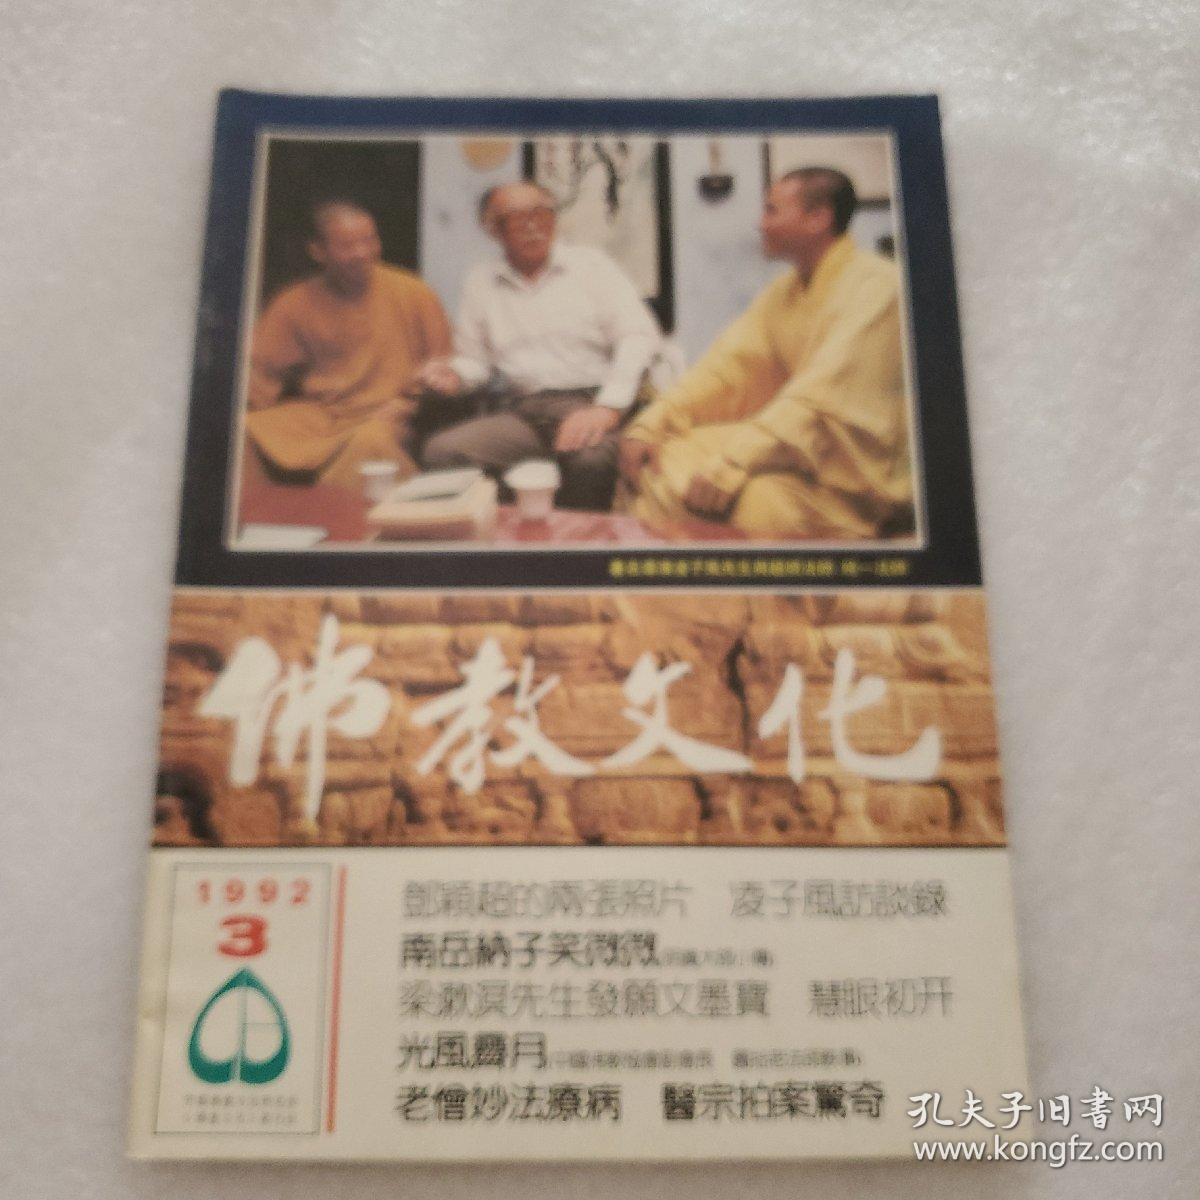 佛教文化
1992
3
鄧穎超的兩張照片 凌子風訪談錄
南岳衲子笑微微
梁漱溟先生發願文墨寶 慧眼初开
光風霽月
老僧妙法療病 醫宗拍案驚奇
孔夫子旧书网
www.kongfz.com